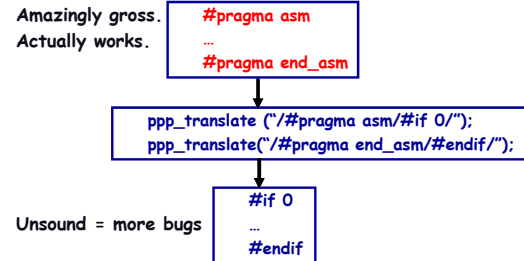 Amazingly gross.
Actually works.
#pragma asm
…
#pragma end_asm
ppp_translate (“/#pragma asm/#if 0/”);
ppp_translate(“/#pragma end_asm/#endif/”);
#if 0
…
#endif
Unsound = more bugs